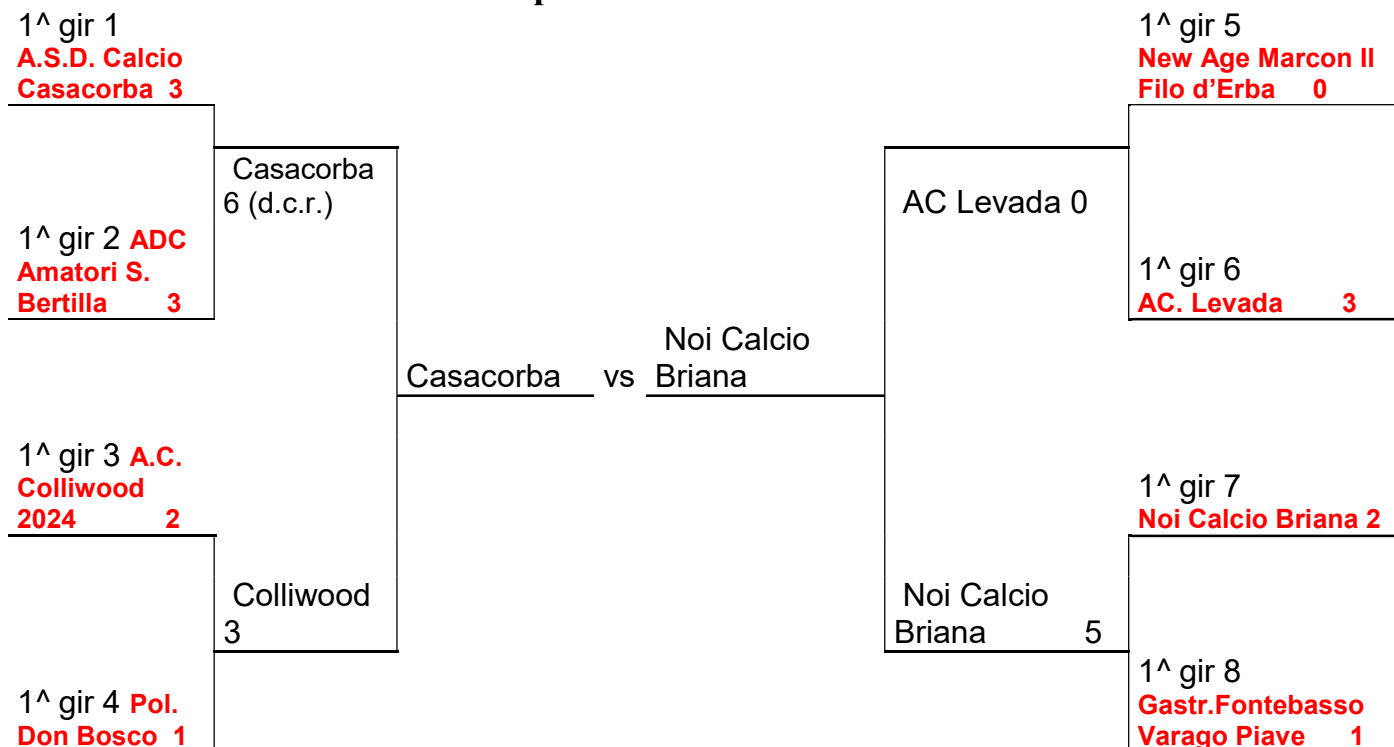 1^ gir 1
A.S.D. Calcio
Casacorba 3
1^ gir 2 ADC
Amatori S.
Bertilla 3
1^ gir 3 A.C.
Colliwood
2024 2
1^ gir 4 Pol.
Don Bosco 1
Casacorba
6 (d.c.r.)
Colliwood
3
Casacorba vs Noi Calcio
Briana
AC Levada 0
Noi Calcio
Briana 5
1^ gir 5
New Age Marcon Il
Filo d’Erba 0
1^ gir 6
AC. Levada 3
1^ gir 7
Noi Calcio Briana 2
1^ gir 8
Gastr.Fontebasso
Varago Piave 1